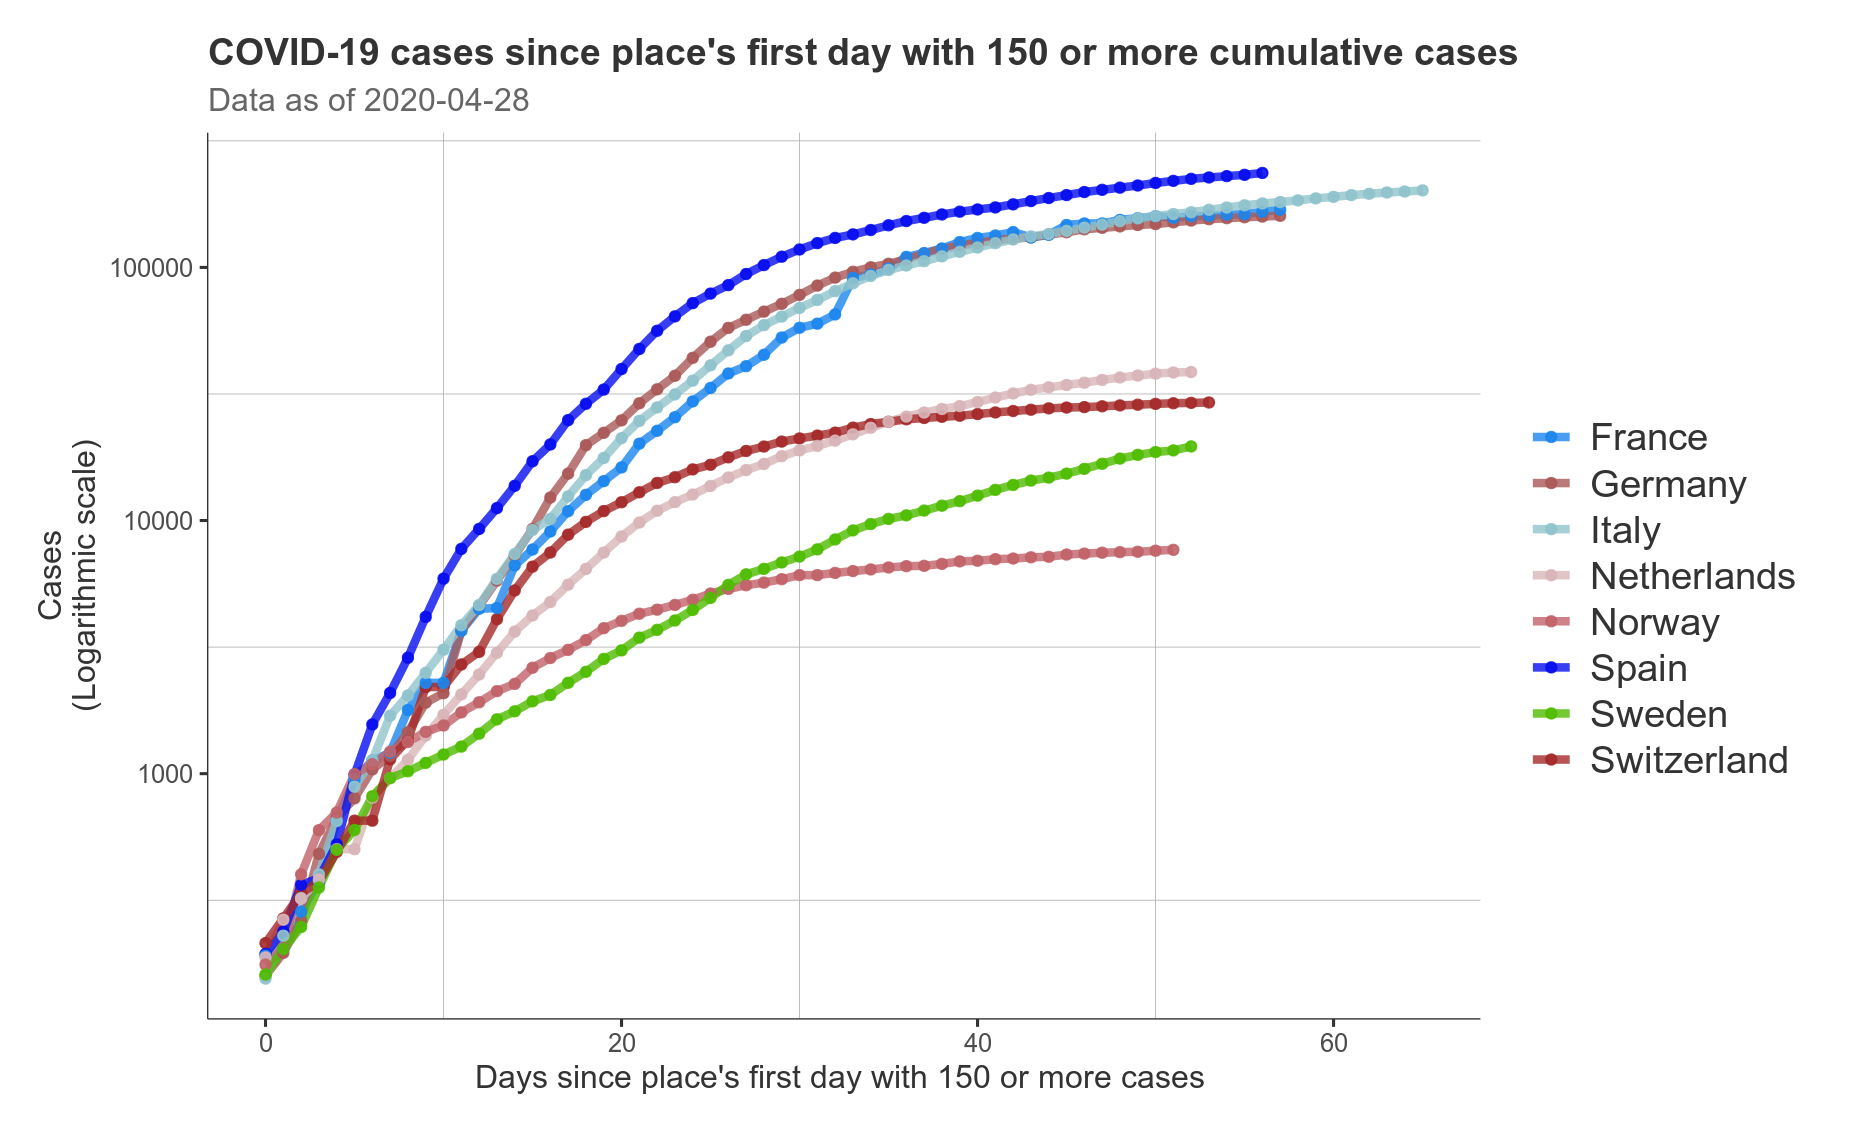 COVID-19 cases since place's first day with 150 or more cumulative cases
Data as of 2020-04-28
Cases
(Logarithmic scale)
100000
10000
1000
0
20
40
60
Days since place's first day with 150 or more cases
France
Germany
Italy
Netherlands
Norway
Spain
Sweden
Switzerland